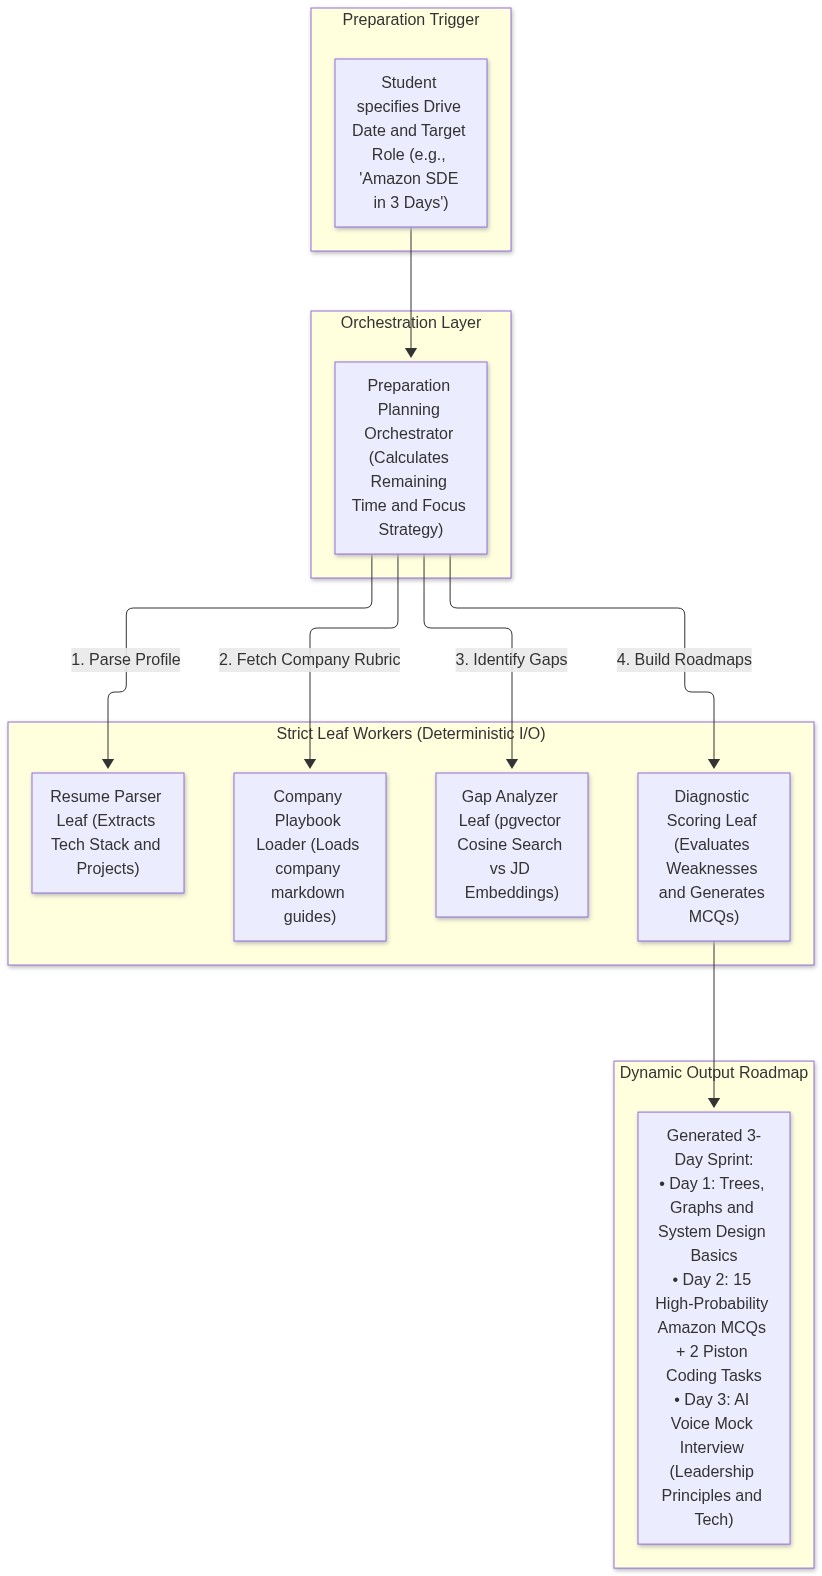 Preparation Trigger
Student
specifies Drive
Date and Target
Role (e.g.,
'Amazon SDE
in 3 Days')
Orchestration Layer
Preparation
Planning
Orchestrator
(Calculates
Remaining
Time and Focus
Strategy)
1. Parse Profile
2. Fetch Company Rubric
3. Identify Gaps
4. Build Roadmaps
Strict Leaf Workers (Deterministic I/O)
Resume Parser
Leaf (Extracts
Tech Stack and
Projects)
Company
Playbook
Loader (Loads
company
markdown
guides)
Gap Analyzer
Leaf (pgvector
Cosine Search
vs JD
Embeddings)
Diagnostic
Scoring Leaf
(Evaluates
Weaknesses
and Generates
MCQs)
Dynamic Output Roadmap
Generated 3-
Day Sprint:
• Day 1: Trees,
Graphs and
System Design
Basics
• Day 2: 15
High-Probability
Amazon MCQs
+ 2 Piston
Coding Tasks
• Day 3: AI
Voice Mock
Interview
(Leadership
Principles and
Tech)